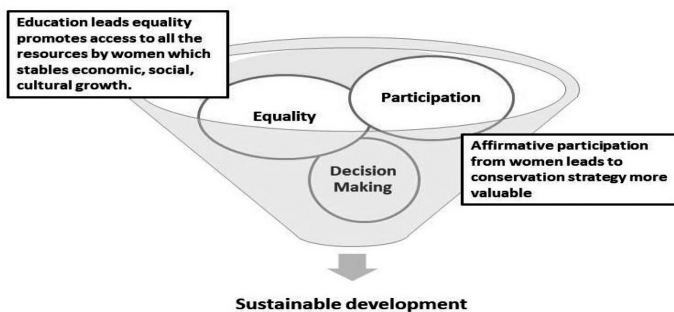 Education leads equality
promotes access to all the
resources by women which
stables economic, social,
cultural growth.
Equality
Participation
Decision
Making
Affirmative participation
from women leads to
conservation strategy more
valuable
Sustainable development